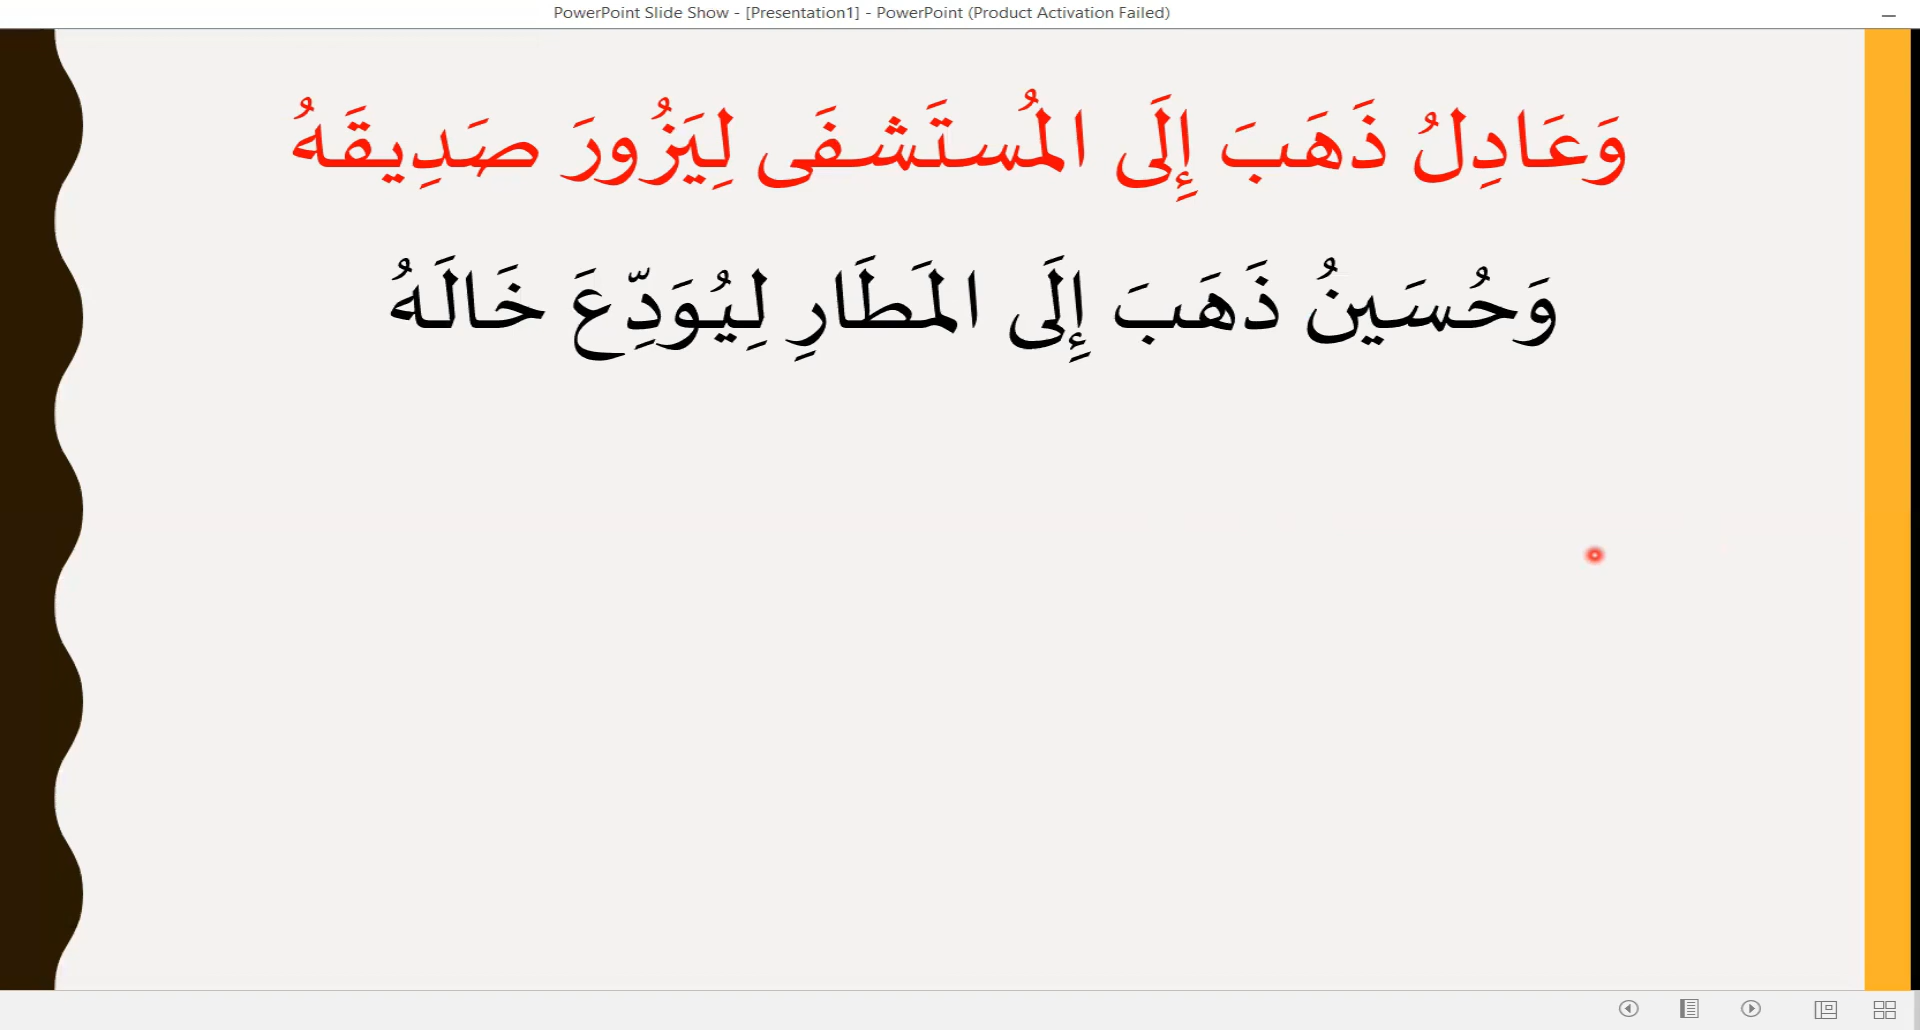 PowerPoint Slide Show - [Presentation1] - PowerPoint (Product Activation Failed)
وَعَادِلُ ذَهَبَ إِلَى المُستَشفَى لِيَزُورَ صَدِيقَهُ
وَحُسَينُ ذَهَبَ إِلَى المَطَارِ لِيُوَدِّعَ خَالَهُ